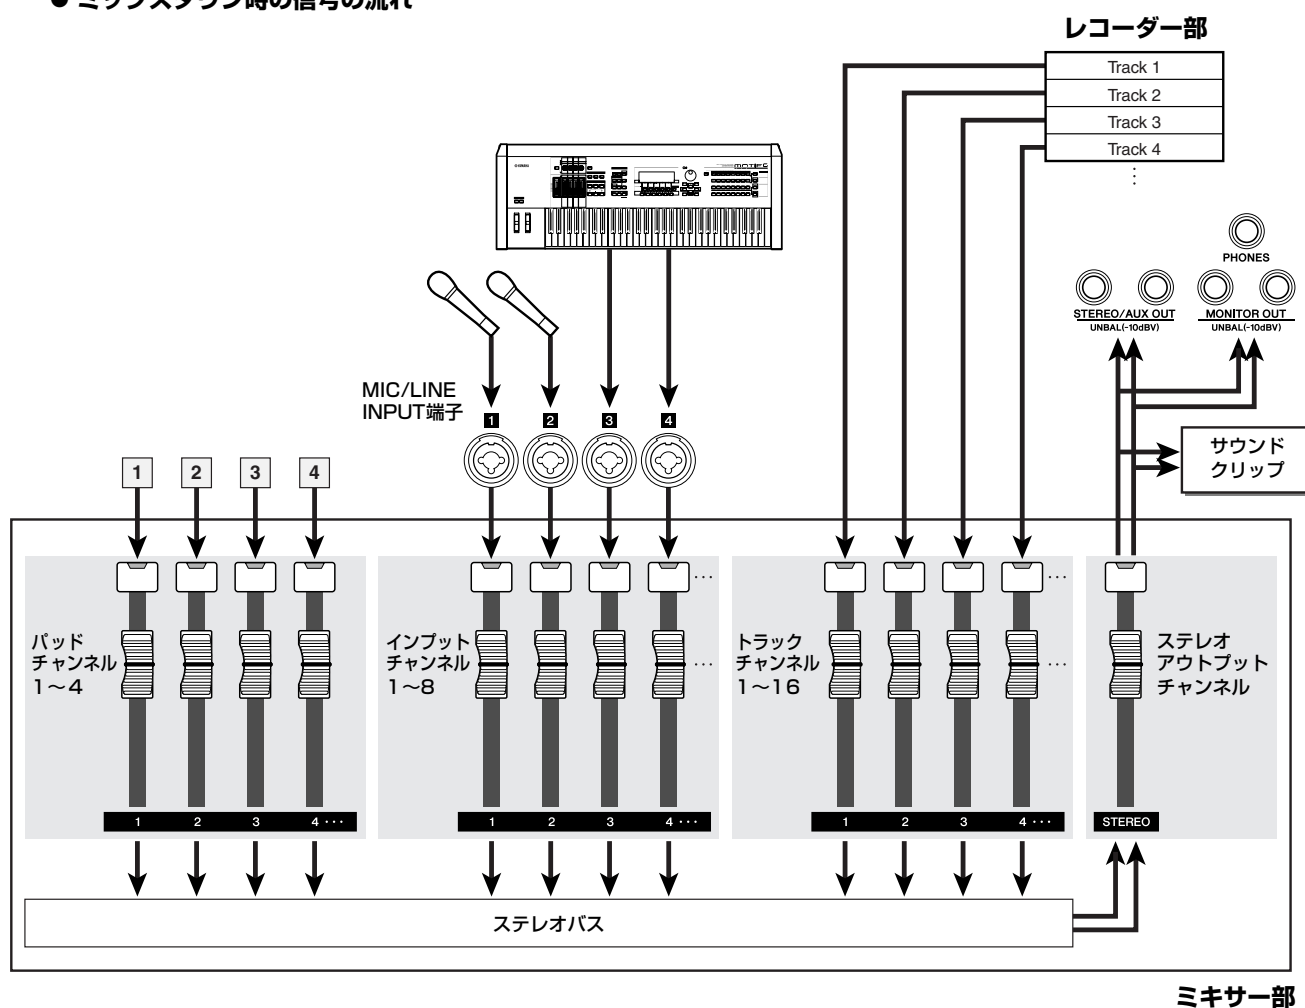 ● ミックスダウン時の信号の流れ
レコーダー部
Track 1
Track 2
Track 3
Track 4
YAMAHA
PHONES
STEREO/AUX OUT
UNBAL(-10dBV)
MONITOR OUT
UNBAL(-10dBV)
MIC/LINE
INPUT端子
1 2 3 4
サウンド
クリップ
1 2 3 4
パッド
チャンネル
1〜4
インプット
チャンネル
1〜8
トラック
チャンネル
1〜16
ステレオ
アウトプット
チャンネル
1 2 3 4 ···
1 2 3 4 ···
1 2 3 4 ···
STEREO
ステレオバス
ミキサー部